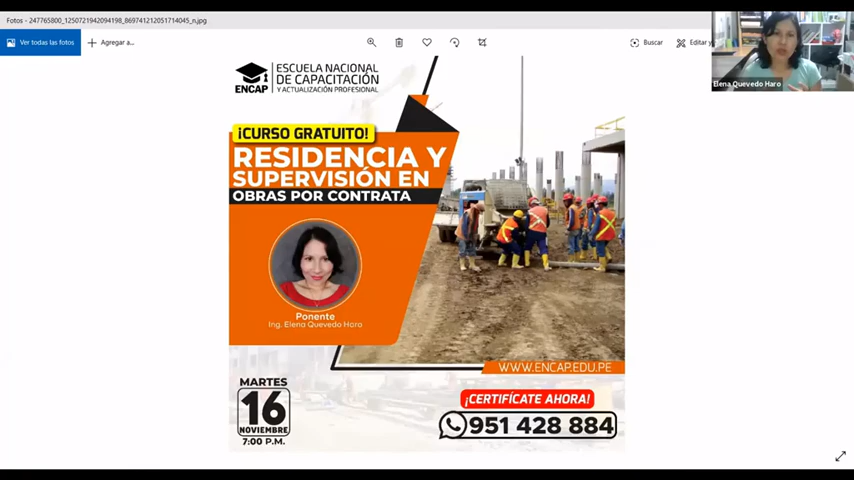 Fotos - 247765800_1250721942094198_869741212051714045_n.jpg
Ver todas las fotos
Agregar a...
Buscar
Editar y
Elena Quevedo Haro
ENCAP
ESCUELA NACIONAL
DE CAPACITACIÓN
Y ACTUALIZACIÓN PROFESIONAL
¡CURSO GRATUITO!
RESIDENCIA Y
SUPERVISIÓN EN
OBRAS POR CONTRATA
Ponente
Ing. Elena Quevedo Haro
WWW.ENCAP.EDU.PE
MARTES
16
NOVIEMBRE
7:00 P.M.
¡CERTIFÍCATE AHORA!
951 428 884